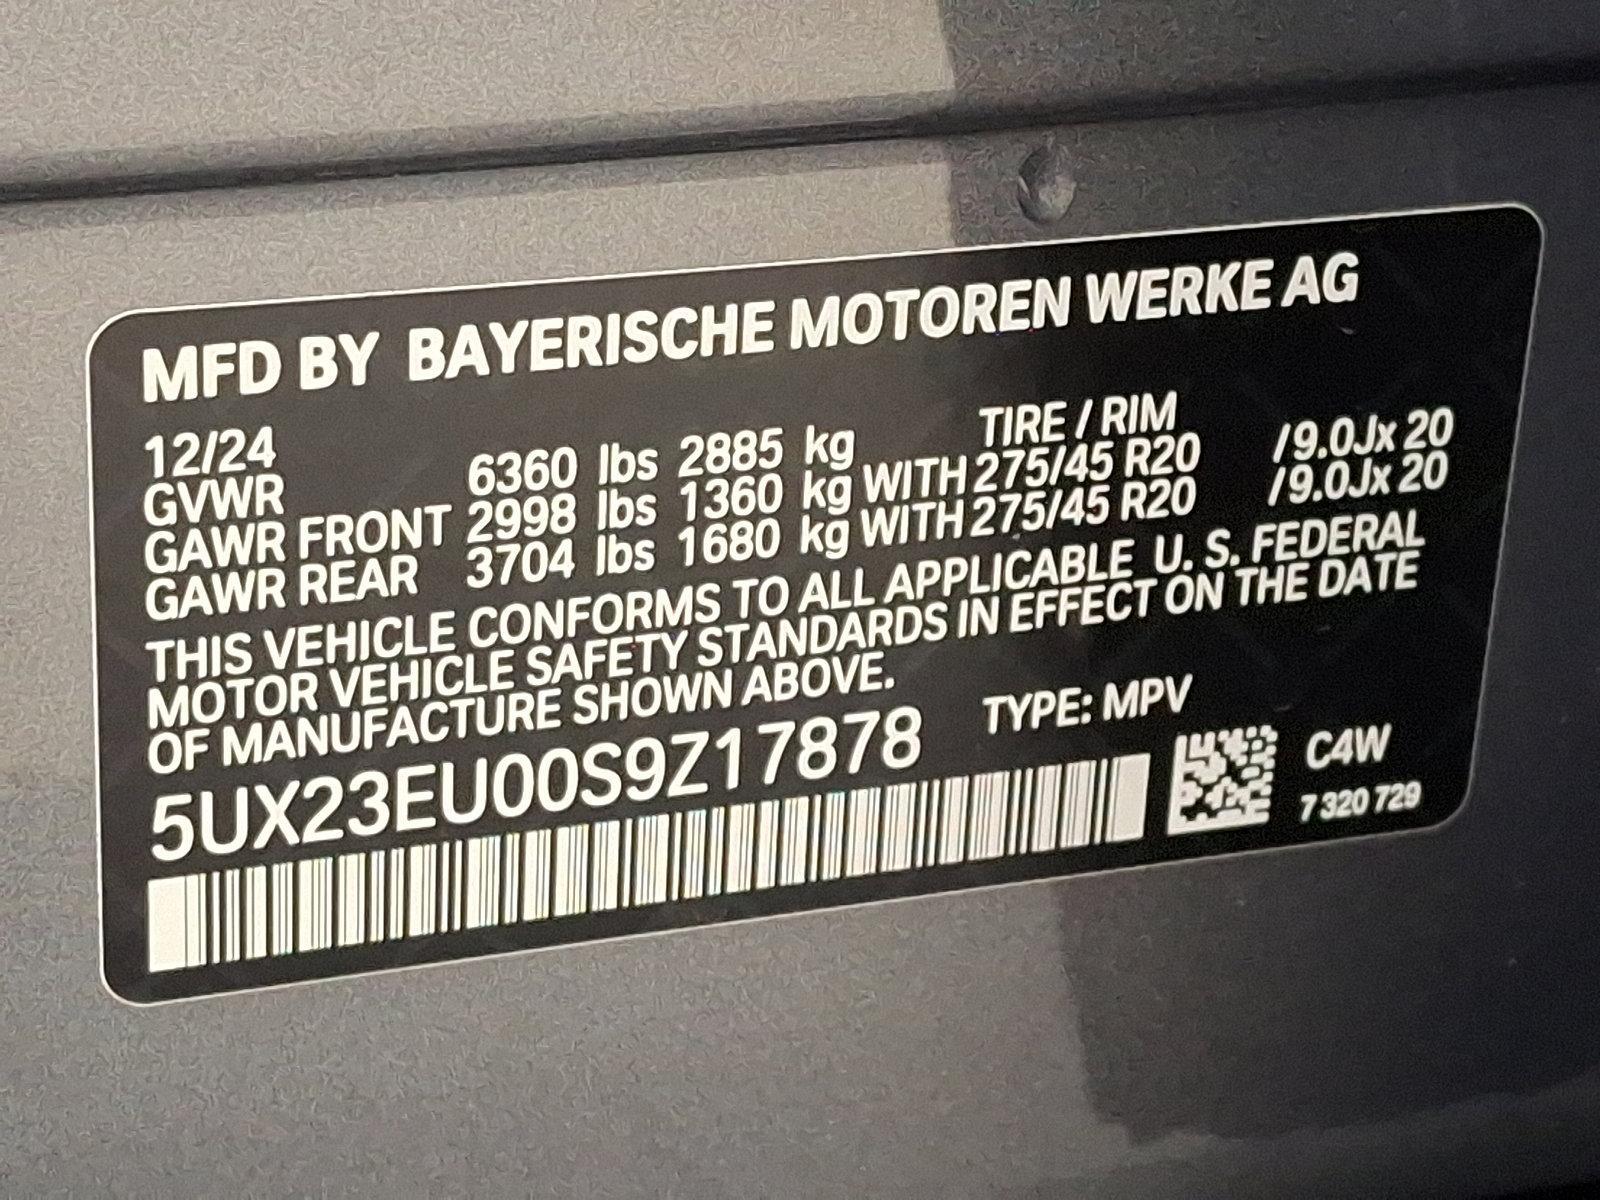 MFD BY BAYERISCHE MOTOREN WERKE AG
12/24 TIRE / RIM
GVWR 6360 lbs 2885 kg
GAWR FRONT 2998 lbs 1360 kg WITH 275/45 R20 /9.0Jx 20
GAWR REAR 3704 lbs 1680 kg WITH 275/45 R20 /9.0Jx 20
THIS VEHICLE CONFORMS TO ALL APPLICABLE U. S. FEDERAL
MOTOR VEHICLE SAFETY STANDARDS IN EFFECT ON THE DATE
OF MANUFACTURE SHOWN ABOVE.
5UX23EU00S9Z17878 TYPE: MPV
C4W
7 320 729